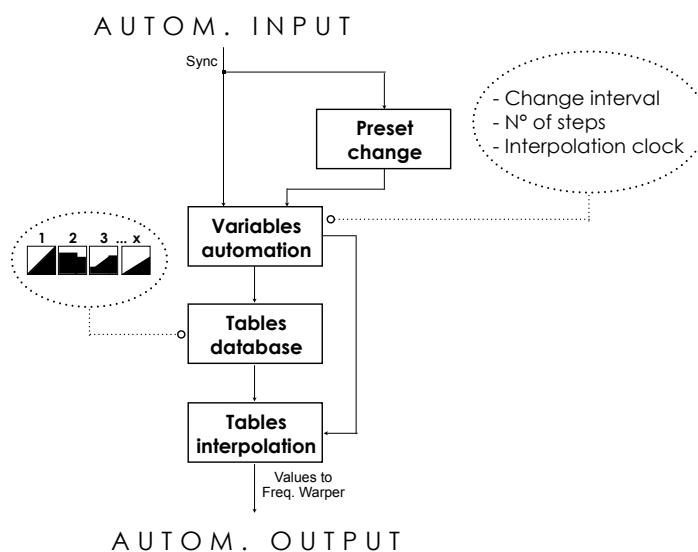 AUTOM. INPUT
Sync
- Change interval
- Nº of steps
- Interpolation clock
Preset
change
1 2 3 ... x
Variables
automation
Tables
database
Tables
interpolation
Values to
Freq. Warper
AUTOM. OUTPUT